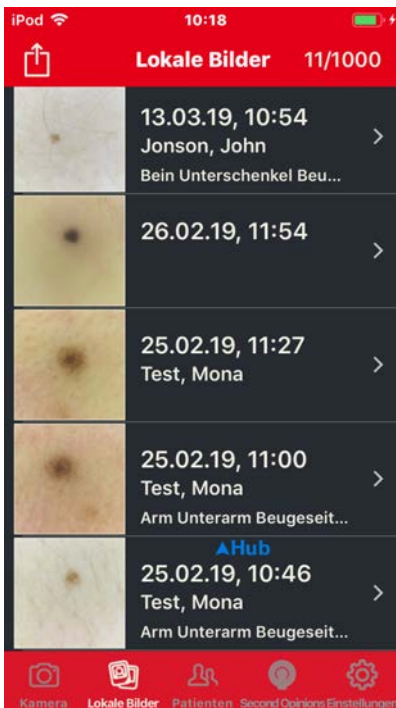 iPod 10:18
Lokale Bilder 11/1000
13.03.19, 10:54
Jonson, John
Bein Unterschenkel Beu...
26.02.19, 11:54
25.02.19, 11:27
Test, Mona
25.02.19, 11:00
Test, Mona
Arm Unterarm Beugeseit...
Hub
25.02.19, 10:46
Test, Mona
Arm Unterarm Beugeseit...
Kamera Lokale Bilder Patienten Second Opinions Einstellungen